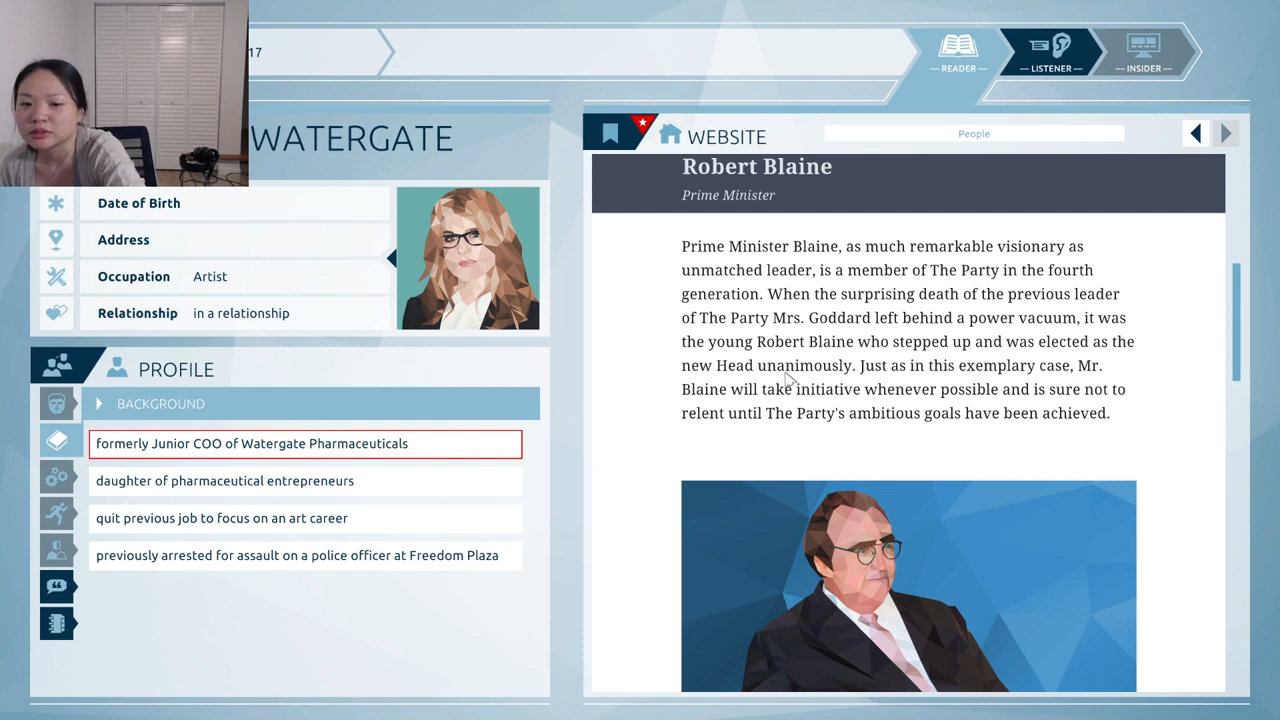 17
— READER —
— LISTENER —
— INSIDER —
WATERGATE
Date of Birth
Address
Occupation Artist
Relationship in a relationship
PROFILE
BACKGROUND
formerly Junior COO of Watergate Pharmaceuticals
daughter of pharmaceutical entrepreneurs
quit previous job to focus on an art career
previously arrested for assault on a police officer at Freedom Plaza
WEBSITE
People
Robert Blaine
Prime Minister
Prime Minister Blaine, as much remarkable visionary as
unmatched leader, is a member of The Party in the fourth
generation. When the surprising death of the previous leader
of The Party Mrs. Goddard left behind a power vacuum, it was
the young Robert Blaine who stepped up and was elected as the
new Head unanimously. Just as in this exemplary case, Mr.
Blaine will take initiative whenever possible and is sure not to
relent until The Party's ambitious goals have been achieved.